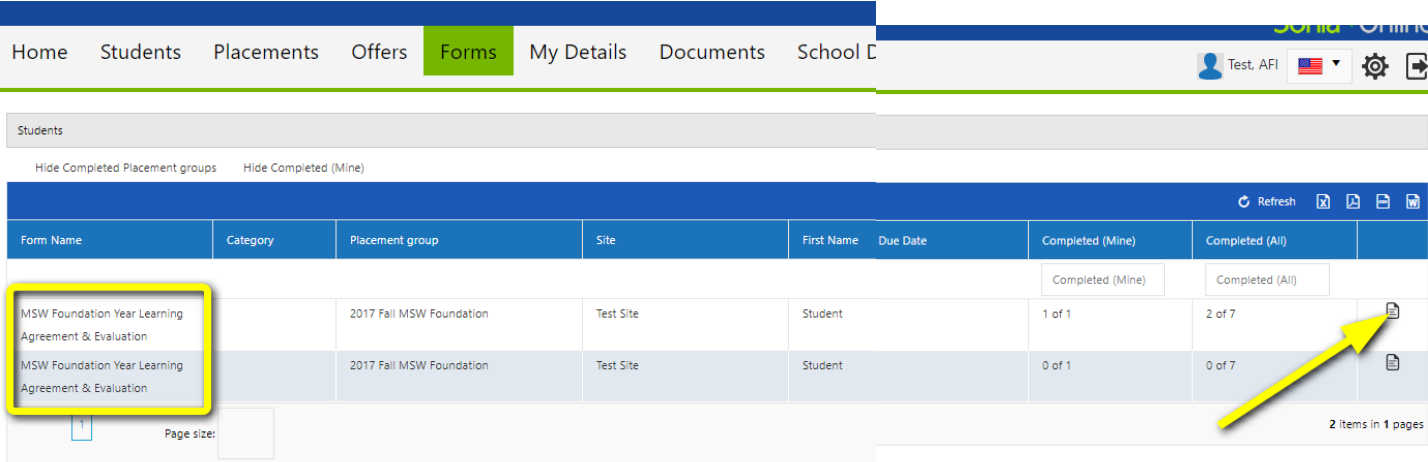 Home Students Placements Offers Forms My Details Documents School D
Test, AFI
Students
Hide Completed Placement groups Hide Completed (Mine)
Refresh
Form Name Category Placement group Site First Name Due Date Completed (Mine) Completed (All)
Completed (Mine) Completed (All)
MSW Foundation Year Learning 2017 Fall MSW Foundation Test Site Student 1 of 1 2 of 7
Agreement & Evaluation
MSW Foundation Year Learning 2017 Fall MSW Foundation Test Site Student 0 of 1 0 of 7
Agreement & Evaluation
1 Page size: 2 items in 1 pages